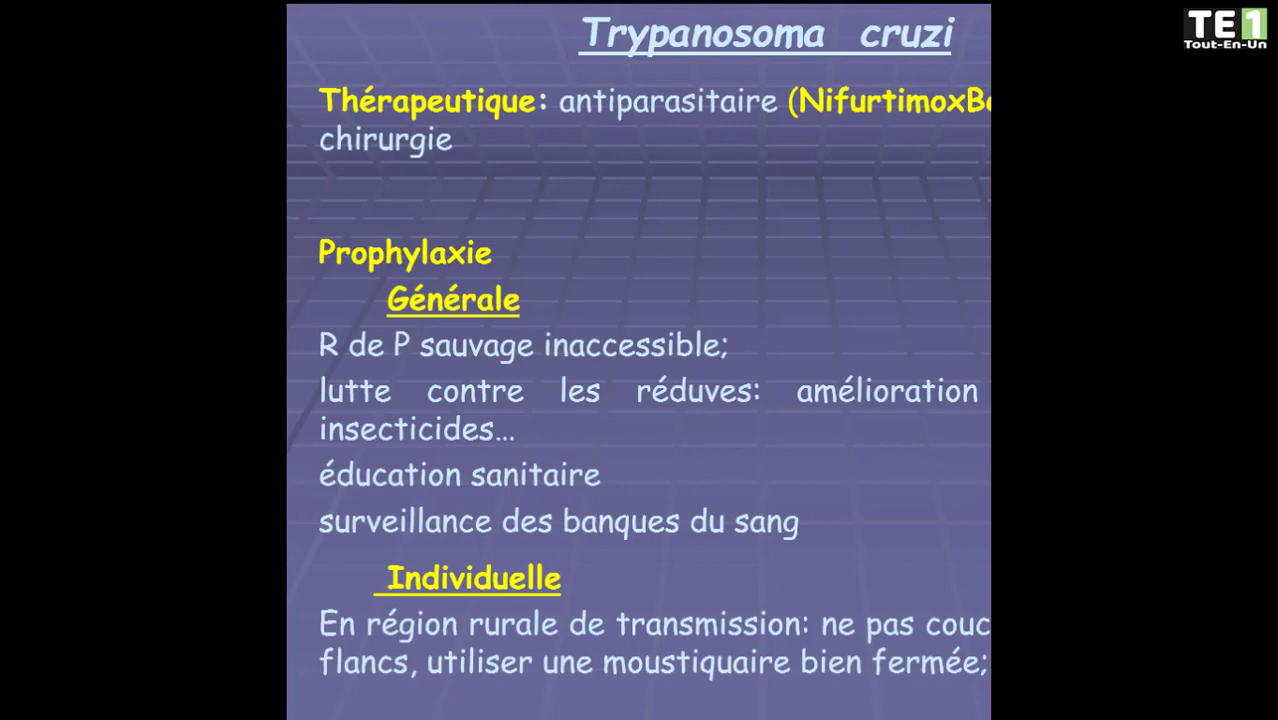 TE1
Tout-En-Un
Trypanosoma cruzi
Thérapeutique: antiparasitaire (Nifurtimox
chirurgie
Prophylaxie
Générale
R de P sauvage inaccessible;
lutte contre les réduves: amélioration
insecticides…
éducation sanitaire
surveillance des banques du sang
Individuelle
En région rurale de transmission: ne pas
flancs, utiliser une moustiquaire bien fermée;